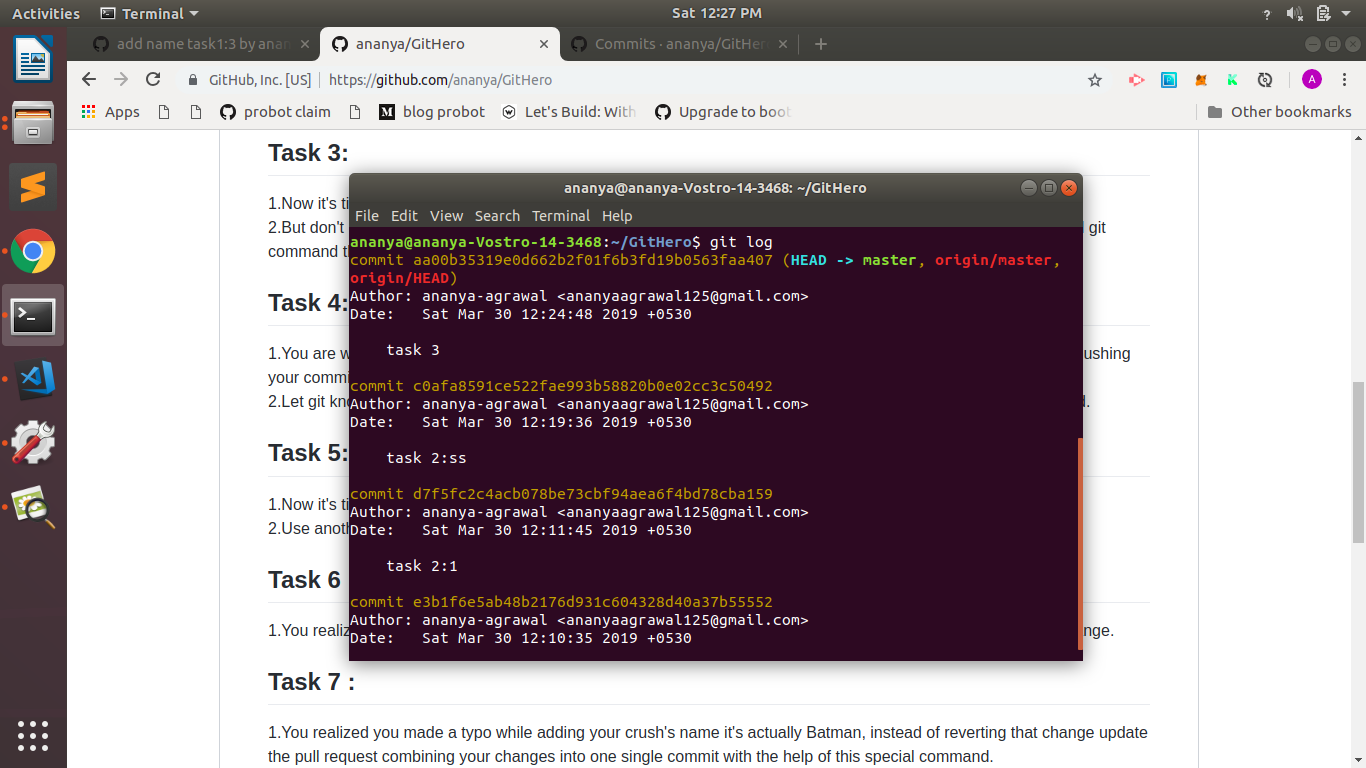 Activities Terminal Sat 12:27 PM ?
add name task1:3 by anan
ananya/GitHero
Commits · ananya/GitHer
GitHub, Inc. [US] https://github.com/ananya/GitHero A
Apps probot claim M blog probot Let's Build: With Upgrade to boot Other bookmarks
Task 3:
1.Now it's ti
2.But don't git
command t
Task 4:
1.You are w ushing
your commi
2.Let git kno d.
Task 5:
1.Now it's ti
2.Use anoth
Task 6
1.You realiz nge.
Task 7 :
1.You realized you made a typo while adding your crush's name it's actually Batman, instead of reverting that change update
the pull request combining your changes into one single commit with the help of this special command.
ananya@ananya-Vostro-14-3468: ~/GitHero
File Edit View Search Terminal Help
ananya@ananya-Vostro-14-3468:~/GitHero$ git log
commit aa00b35319e0d662b2f01f6b3fd19b0563faa407 (HEAD -> master, origin/master,
origin/HEAD)
Author: ananya-agrawal <ananyaagrawal125@gmail.com>
Date: Sat Mar 30 12:24:48 2019 +0530
task 3
commit c0afa8591ce522fae993b58820b0e02cc3c50492
Author: ananya-agrawal <ananyaagrawal125@gmail.com>
Date: Sat Mar 30 12:19:36 2019 +0530
task 2:ss
commit d7f5fc2c4acb078be73cbf94aea6f4bd78cba159
Author: ananya-agrawal <ananyaagrawal125@gmail.com>
Date: Sat Mar 30 12:11:45 2019 +0530
task 2:1
commit e3b1f6e5ab48b2176d931c604328d40a37b55552
Author: ananya-agrawal <ananyaagrawal125@gmail.com>
Date: Sat Mar 30 12:10:35 2019 +0530